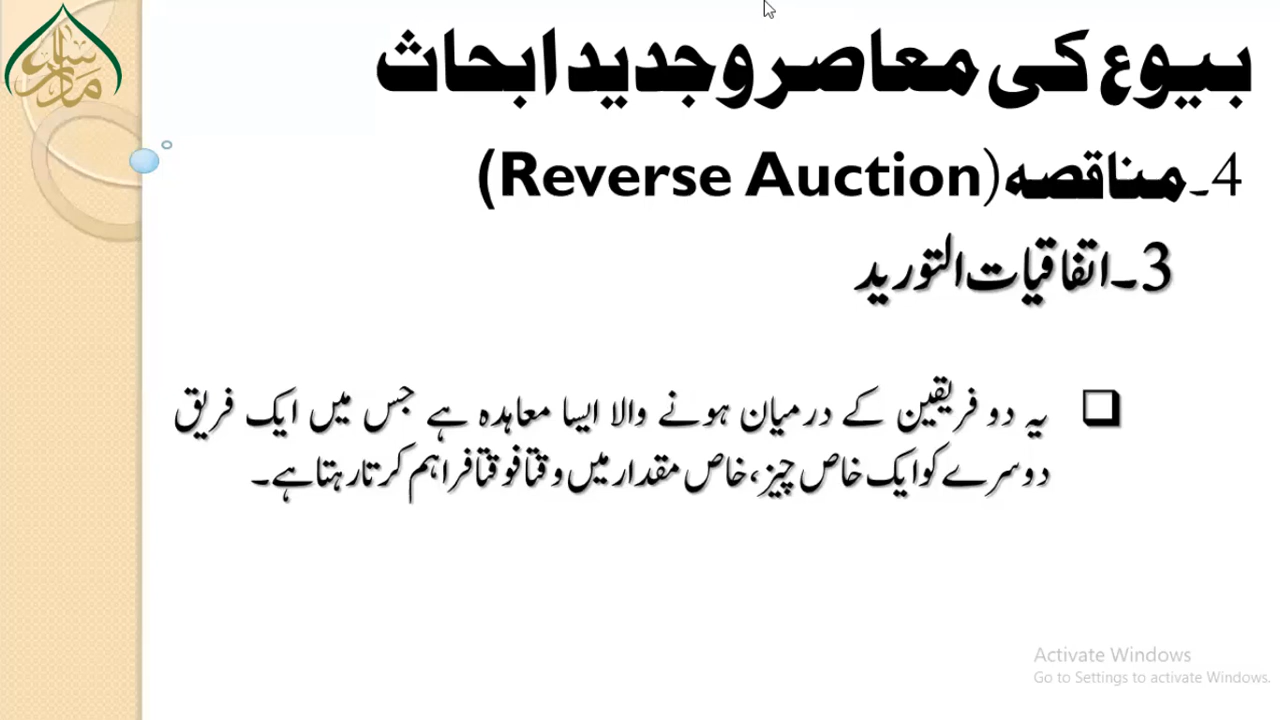 بیوع کی معاصر و جدید ابحاث
4۔مناقصہ(Reverse Auction)
3۔اتفاقیات التورید
یہ دو فریقین کے درمیان ہونے والا ایسا معاہدہ ہے جس میں ایک فریق
دوسرے کو ایک خاص چیز، خاص مقدار میں وقتا فوقتا فراہم کرتا رہتا ہے۔
Activate Windows
Go to Settings to activate Windows.